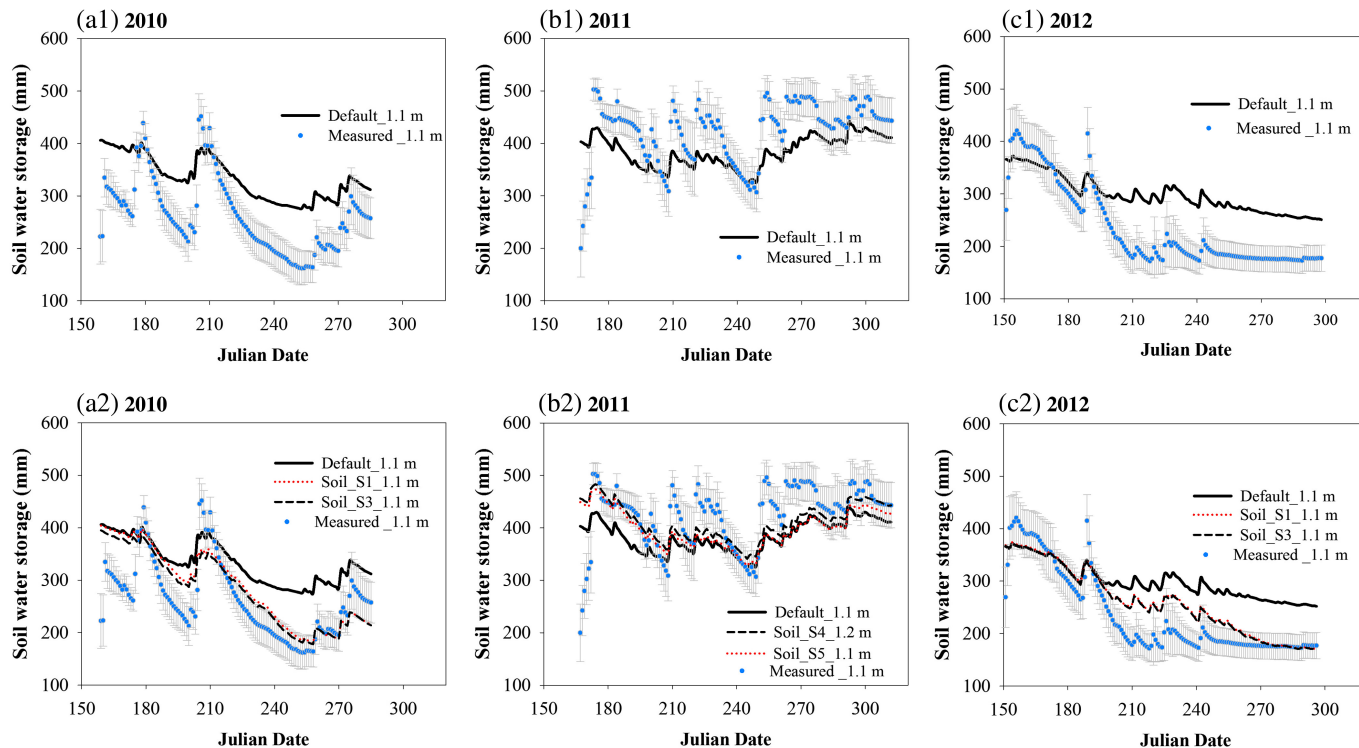 (a1) 2010
600
500
400
300
200
100
150 180 210 240 270 300
Soil water storage (mm)
Julian Date
Default_1.1 m
Measured _1.1 m
(b1) 2011
600
500
400
300
200
100
150 180 210 240 270 300
Soil water storage (mm)
Julian Date
Default_1.1 m
Measured _1.1 m
(c1) 2012
600
500
400
300
200
100
150 180 210 240 270 300
Soil water storage (mm)
Julian Date
Default_1.1 m
Measured _1.1 m
(a2) 2010
600
500
400
300
200
100
150 180 210 240 270 300
Soil water storage (mm)
Julian Date
Default_1.1 m
Soil_S1_1.1 m
Soil_S3_1.1 m
Measured _1.1 m
(b2) 2011
600
500
400
300
200
100
150 180 210 240 270 300
Soil water storage (mm)
Julian Date
Default_1.1 m
Soil_S4_1.2 m
Soil_S5_1.1 m
Measured _1.1 m
(c2) 2012
600
500
400
300
200
100
150 180 210 240 270 300
Soil water storage (mm)
Julian Date
Default_1.1 m
Soil_S1_1.1 m
Soil_S3_1.1 m
Measured _1.1 m